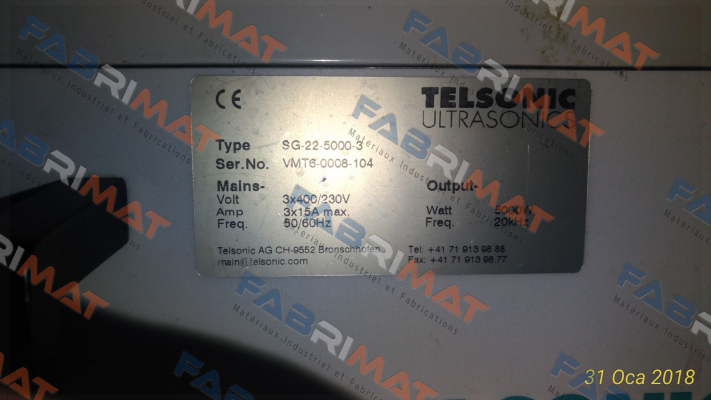 TELSONIC
ULTRASONICS
Type SG-22-5000-3
Ser.No. VMT6-0008-104
Mains- Output-
Volt 3x400/230V
Amp 3x15A max. Watt 5000W
Freq. 50/60Hz Freq. 20kHz
Telsonic AG CH-9552 Bronschhofen Tel: +41 71 913 98 88
main@telsonic.com Fax: +41 71 913 98 77
FABRIMAT
Materiaux Industriel et Fabrications
31 Oca 2018